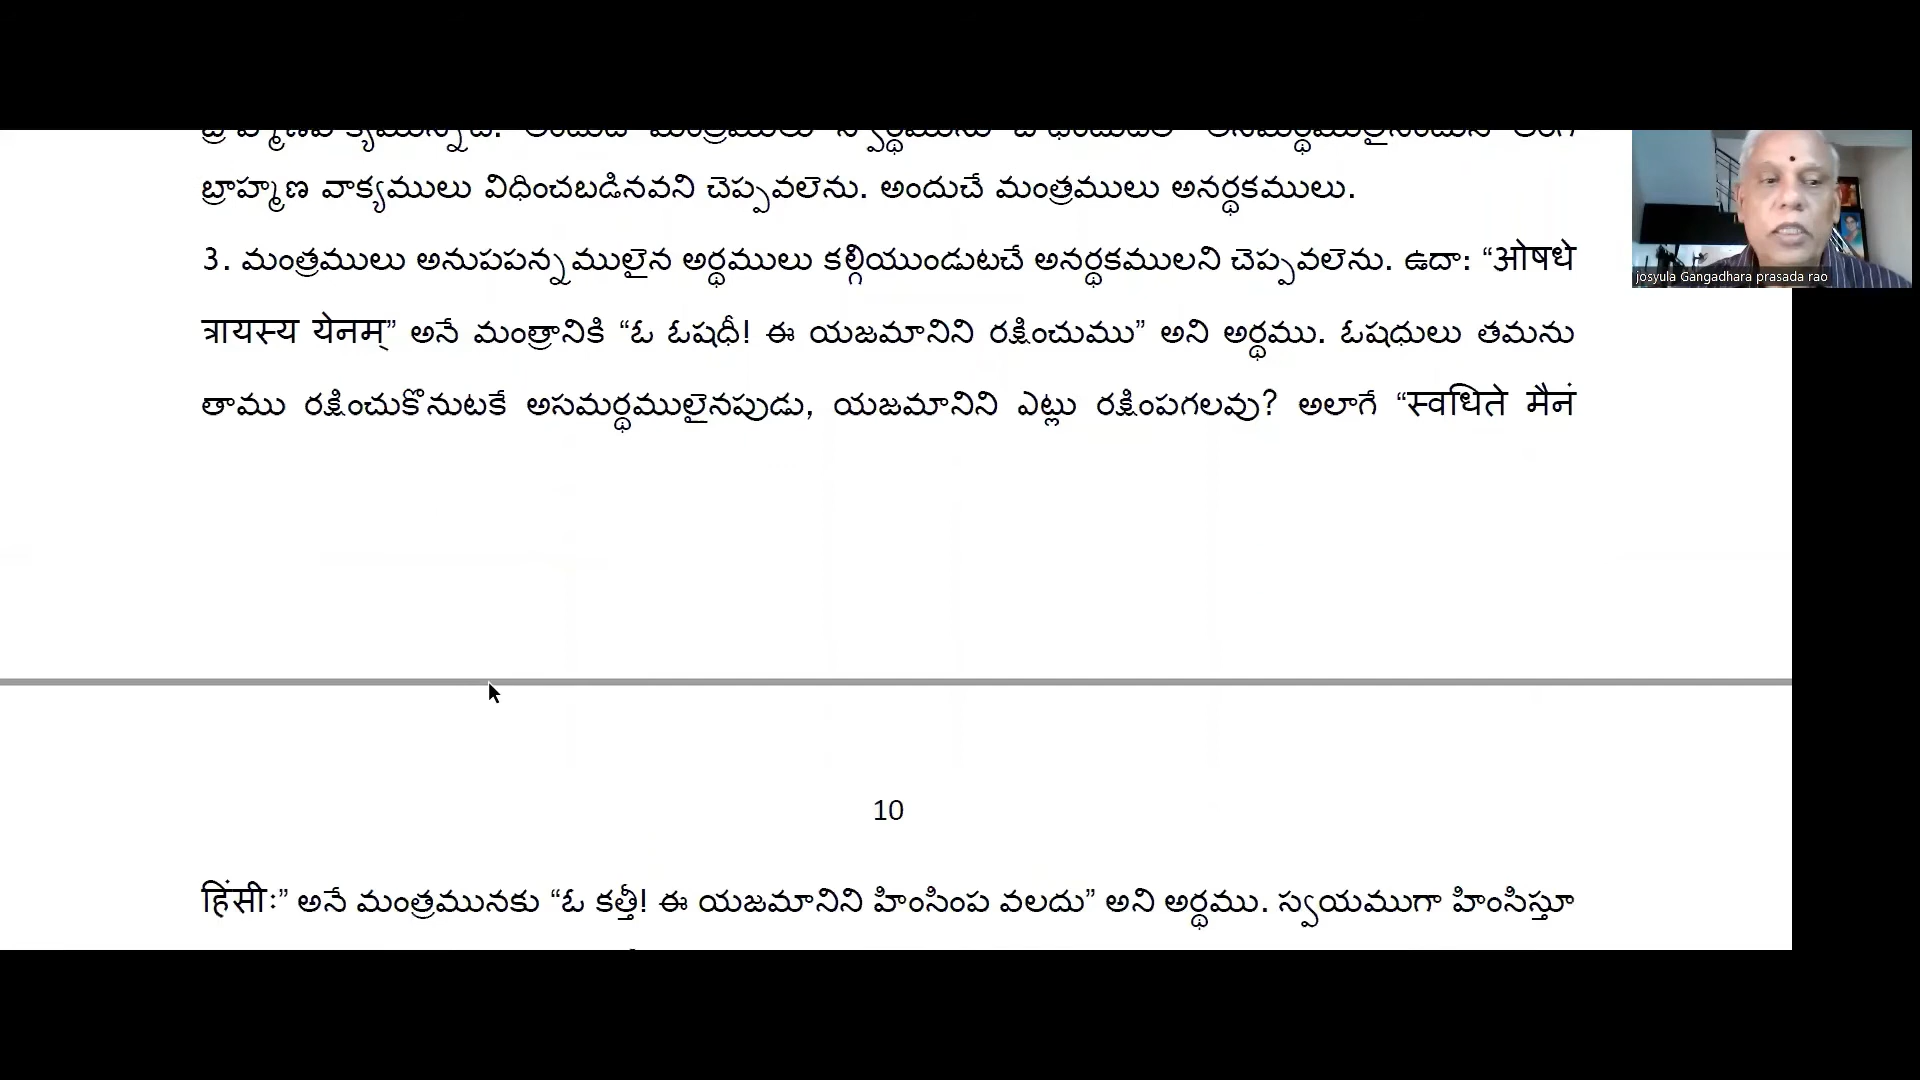 బ్రాహ్మణ వాక్యములు విధించబడినవని చెప్పవలెను. అందుచే మంత్రములు అనర్థకములు.
3. మంత్రములు అనుపపన్నములైన అర్థములు కల్గియుండుటచే అనర్థకములని చెప్పవలెను. ఉదా: “ओषधे
त्रायस्य येनम्” అనే మంత్రానికి “ఓ ఓషధీ! ఈ యజమానిని రక్షించుము” అని అర్థము. ఓషధులు తమను
తాము రక్షించుకొనుటకే అసమర్థములైనపుడు, యజమానిని ఎట్లు రక్షింపగలవు? అలాగే “स्वधिते मैनं
10
हिंसीः” అనే మంత్రమునకు “ఓ కత్తీ! ఈ యజమానిని హింసింప వలదు” అని అర్థము. స్వయముగా హింసిస్తూ
josyula Gangadhara prasada rao